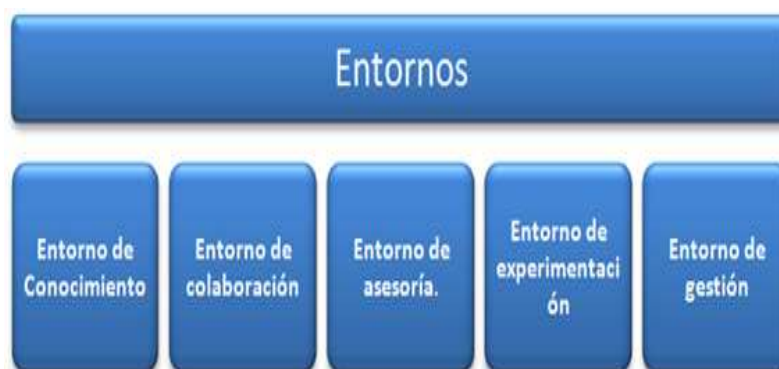 Entornos
Entorno de
Conocimiento
Entorno de
colaboración
Entorno de
asesoría.
Entorno de
experimentaci
ón
Entorno de
gestión